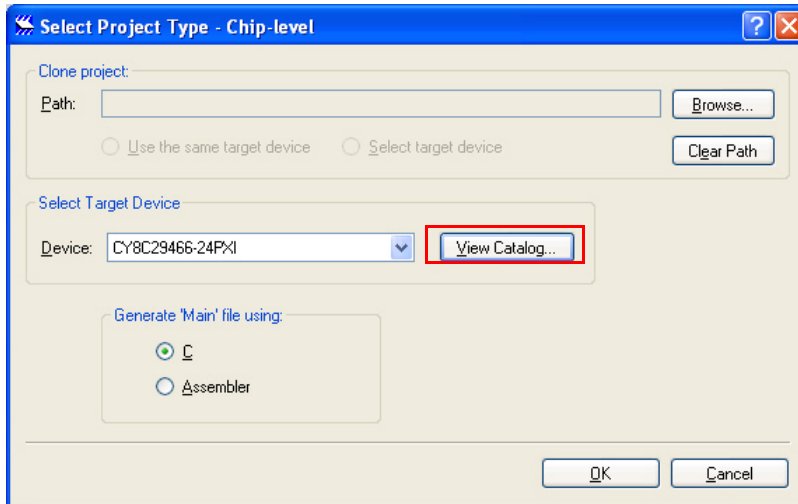 Select Project Type - Chip-level
Clone project:
Path: Browse...
Use the same target device Select target device Clear Path
Select Target Device
Device: CY8C29466-24PXI View Catalog...
Generate 'Main' file using:
C
Assembler
OK Cancel